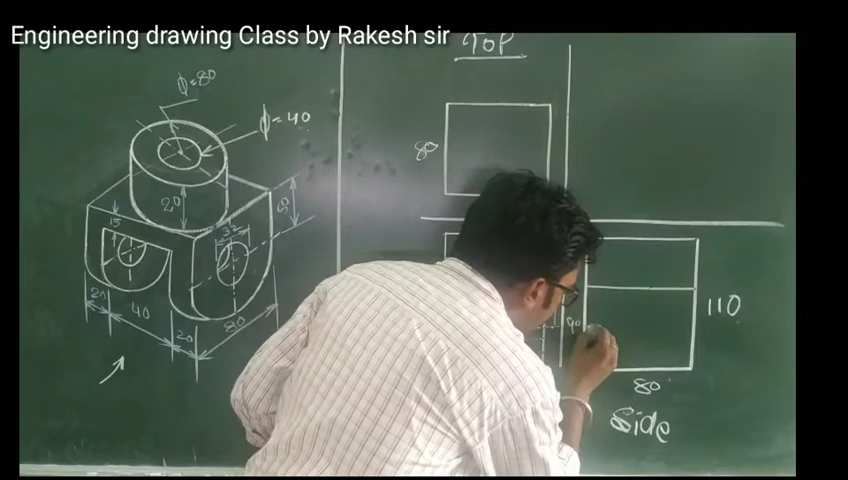 Engineering drawing Class by Rakesh sir
TOP
ϕ=80
ϕ=40
80
20
15
32
20
40
20
80
90
110
80
Side